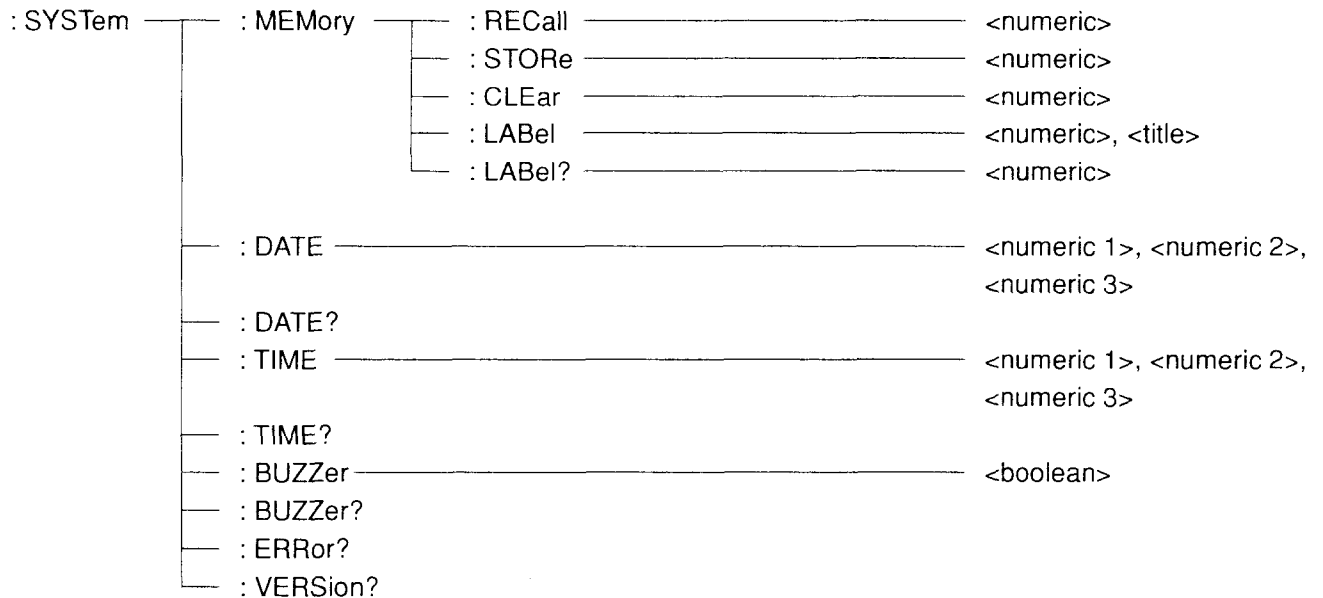 : SYSTem : MEMory : RECall <numeric>
: STORe <numeric>
: CLEar <numeric>
: LABel <numeric>, <title>
: LABel? <numeric>
: DATE <numeric 1>, <numeric 2>,
<numeric 3>
: DATE?
: TIME <numeric 1>, <numeric 2>,
<numeric 3>
: TIME?
: BUZZer <boolean>
: BUZZer?
: ERRor?
: VERSion?